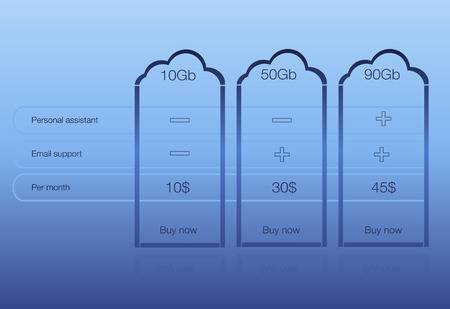 10Gb 50Gb 90Gb
Personal assistant − − +
Email support − + +
Per month 10$ 30$ 45$
Buy now Buy now Buy now